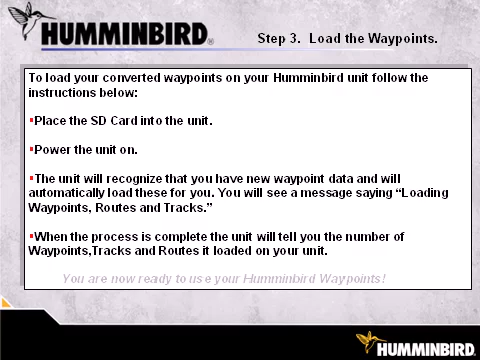 HUMMINBIRD®
Step 3. Load the Waypoints.
To load your converted waypoints on your Humminbird unit follow the
instructions below:
▪Place the SD Card into the unit.
▪Power the unit on.
▪The unit will recognize that you have new waypoint data and will
automatically load these for you. You will see a message saying “Loading
Waypoints, Routes and Tracks.”
▪When the process is complete the unit will tell you the number of
Waypoints,Tracks and Routes it loaded on your unit.
You are now ready to use your Humminbird Waypoints!
HUMMINBIRD